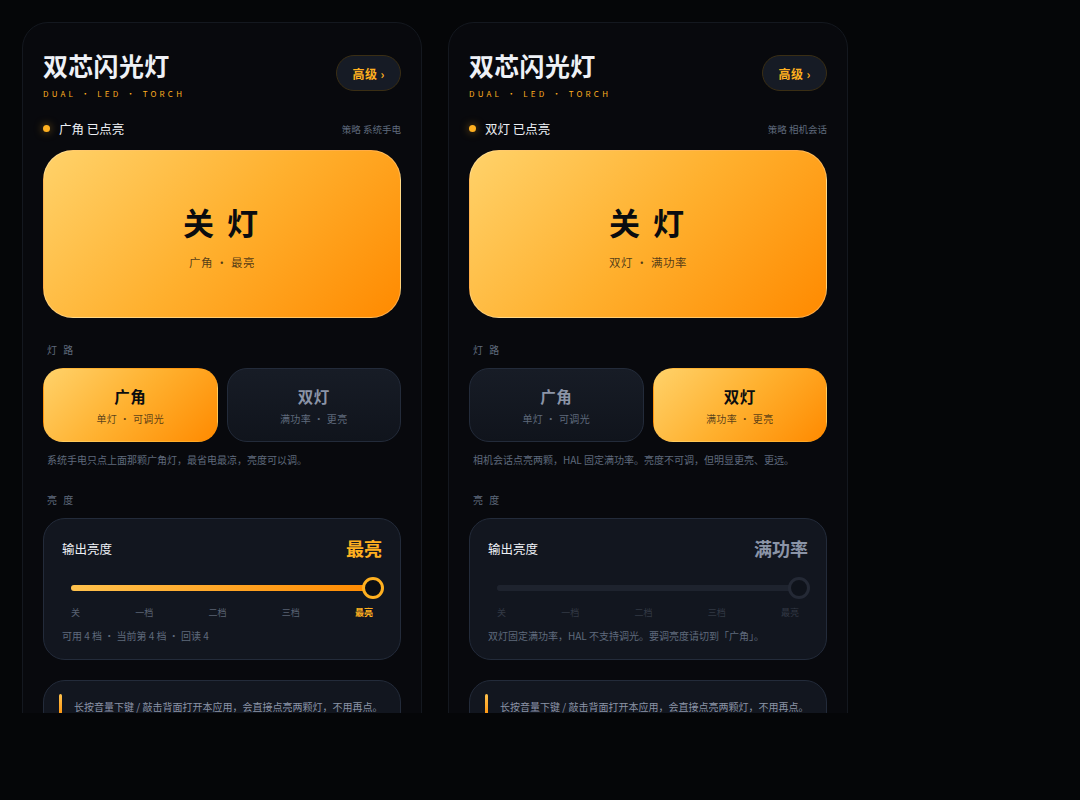 双芯闪光灯
高级 ›
DUAL · LED · TORCH
广角 已点亮
策略 系统手电
关 灯
广角 · 最亮
灯 路
广角
单灯 · 可调光
双灯
满功率 · 更亮
系统手电只点上面那颗广角灯，最省电最凉，亮度可以调。
亮 度
输出亮度
最亮
关 一档 二档 三档 最亮
可用 4 档 · 当前第 4 档 · 回读 4
长按音量下键 / 敲击背面打开本应用，会直接点亮两颗灯，不用再点。
双芯闪光灯
高级 ›
DUAL · LED · TORCH
双灯 已点亮
策略 相机会话
关 灯
双灯 · 满功率
灯 路
广角
单灯 · 可调光
双灯
满功率 · 更亮
相机会话点亮两颗，HAL 固定满功率。亮度不可调，但明显更亮、更远。
亮 度
输出亮度
满功率
关 一档 二档 三档 最亮
双灯固定满功率，HAL 不支持调光。要调亮度请切到「广角」。
长按音量下键 / 敲击背面打开本应用，会直接点亮两颗灯，不用再点。